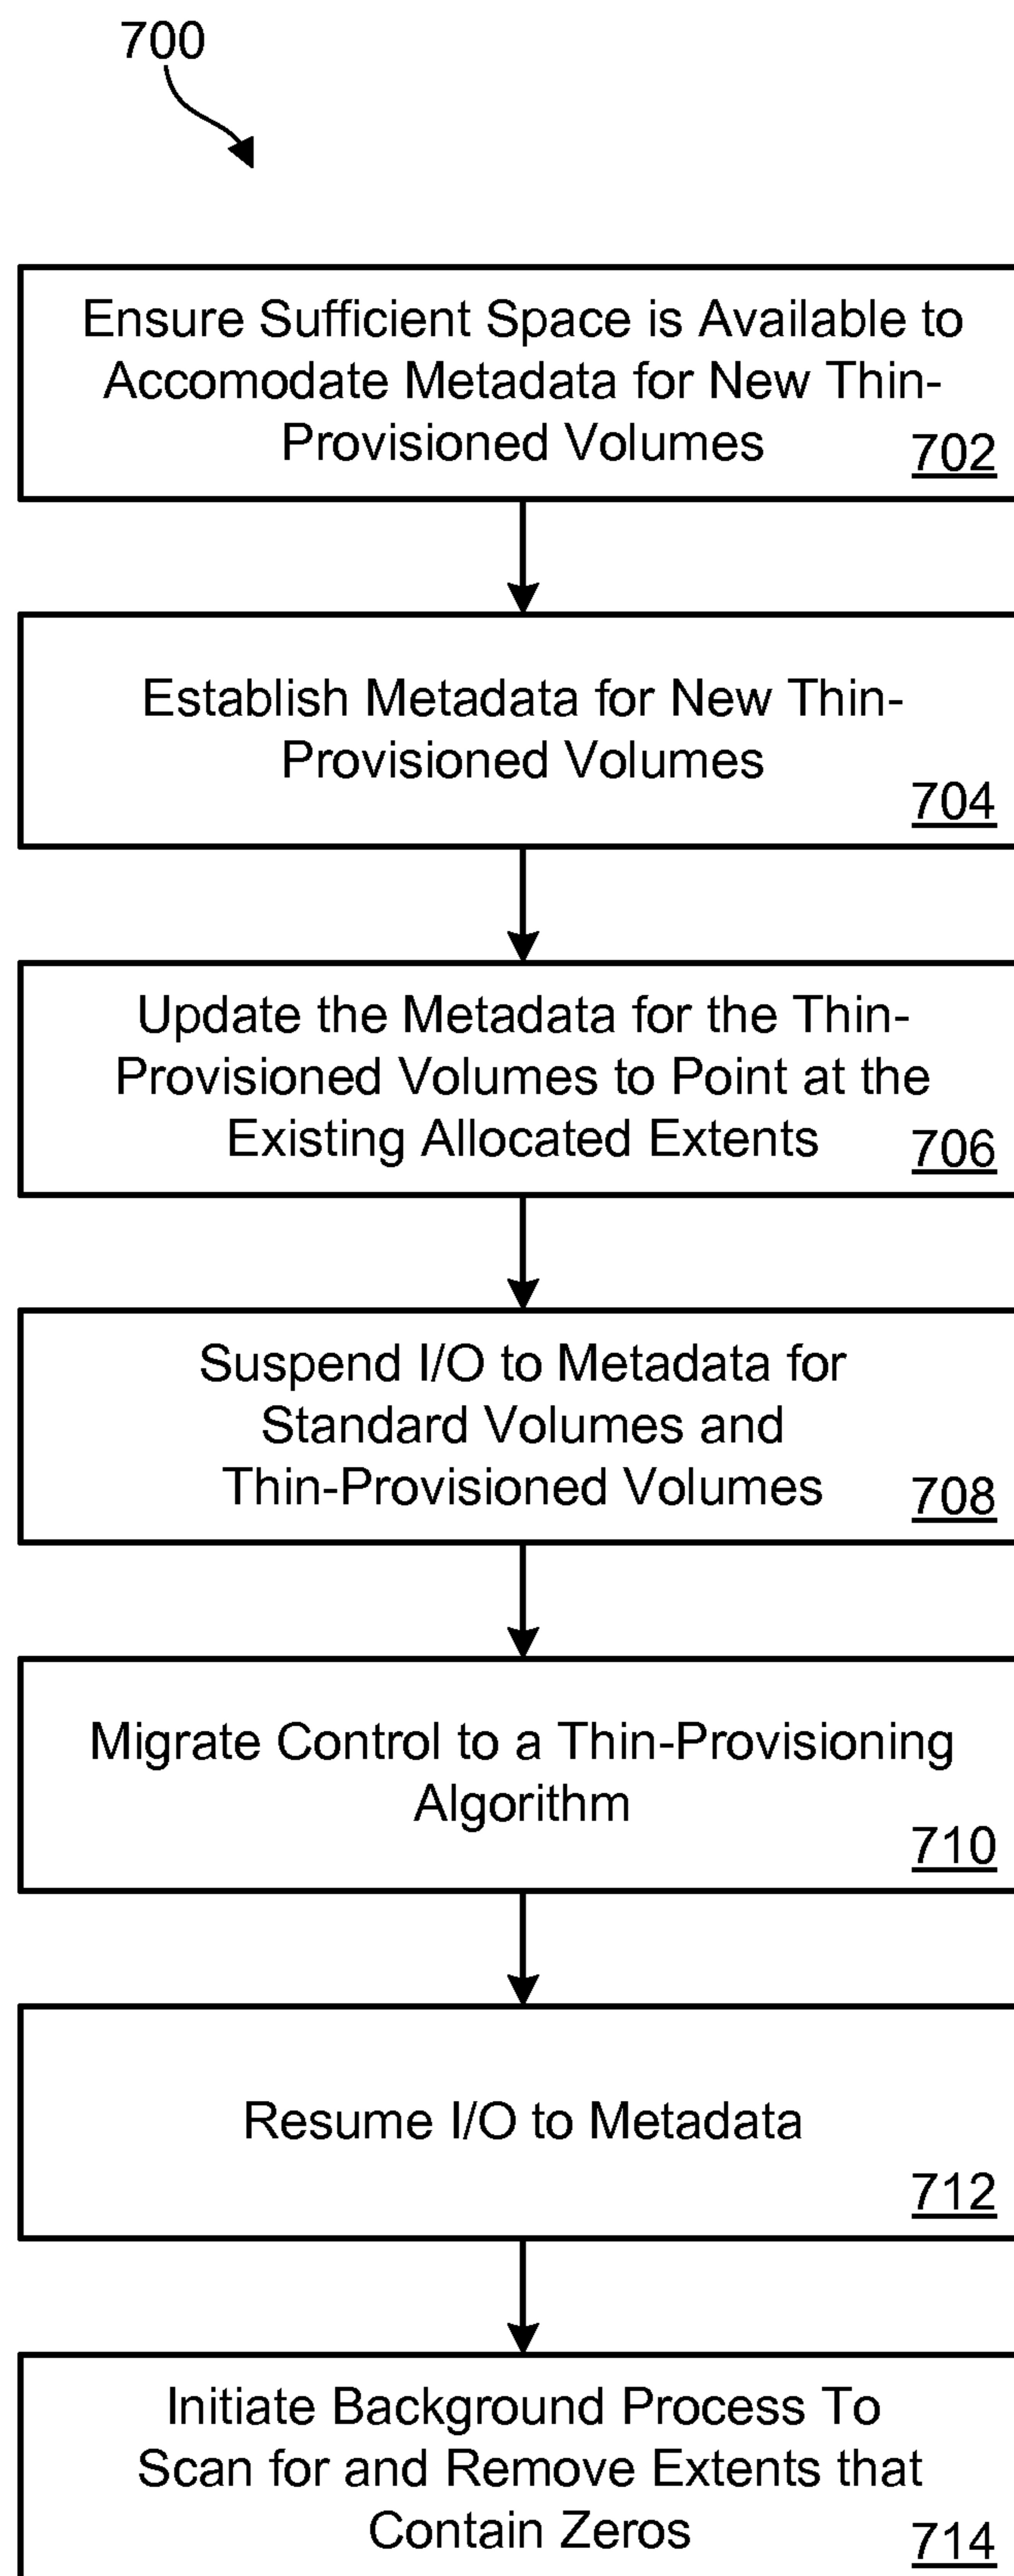 700
Ensure Sufficient Space is Available to
Accomodate Metadata for New Thin-
Provisioned Volumes
702
Establish Metadata for New Thin-
Provisioned Volumes
704
Update the Metadata for the Thin-
Provisioned Volumes to Point at the
Existing Allocated Extents
706
Suspend I/O to Metadata for
Standard Volumes and
Thin-Provisioned Volumes
708
Migrate Control to a Thin-Provisioning
Algorithm
710
Resume I/O to Metadata
712
Initiate Background Process To
Scan for and Remove Extents that
Contain Zeros
714